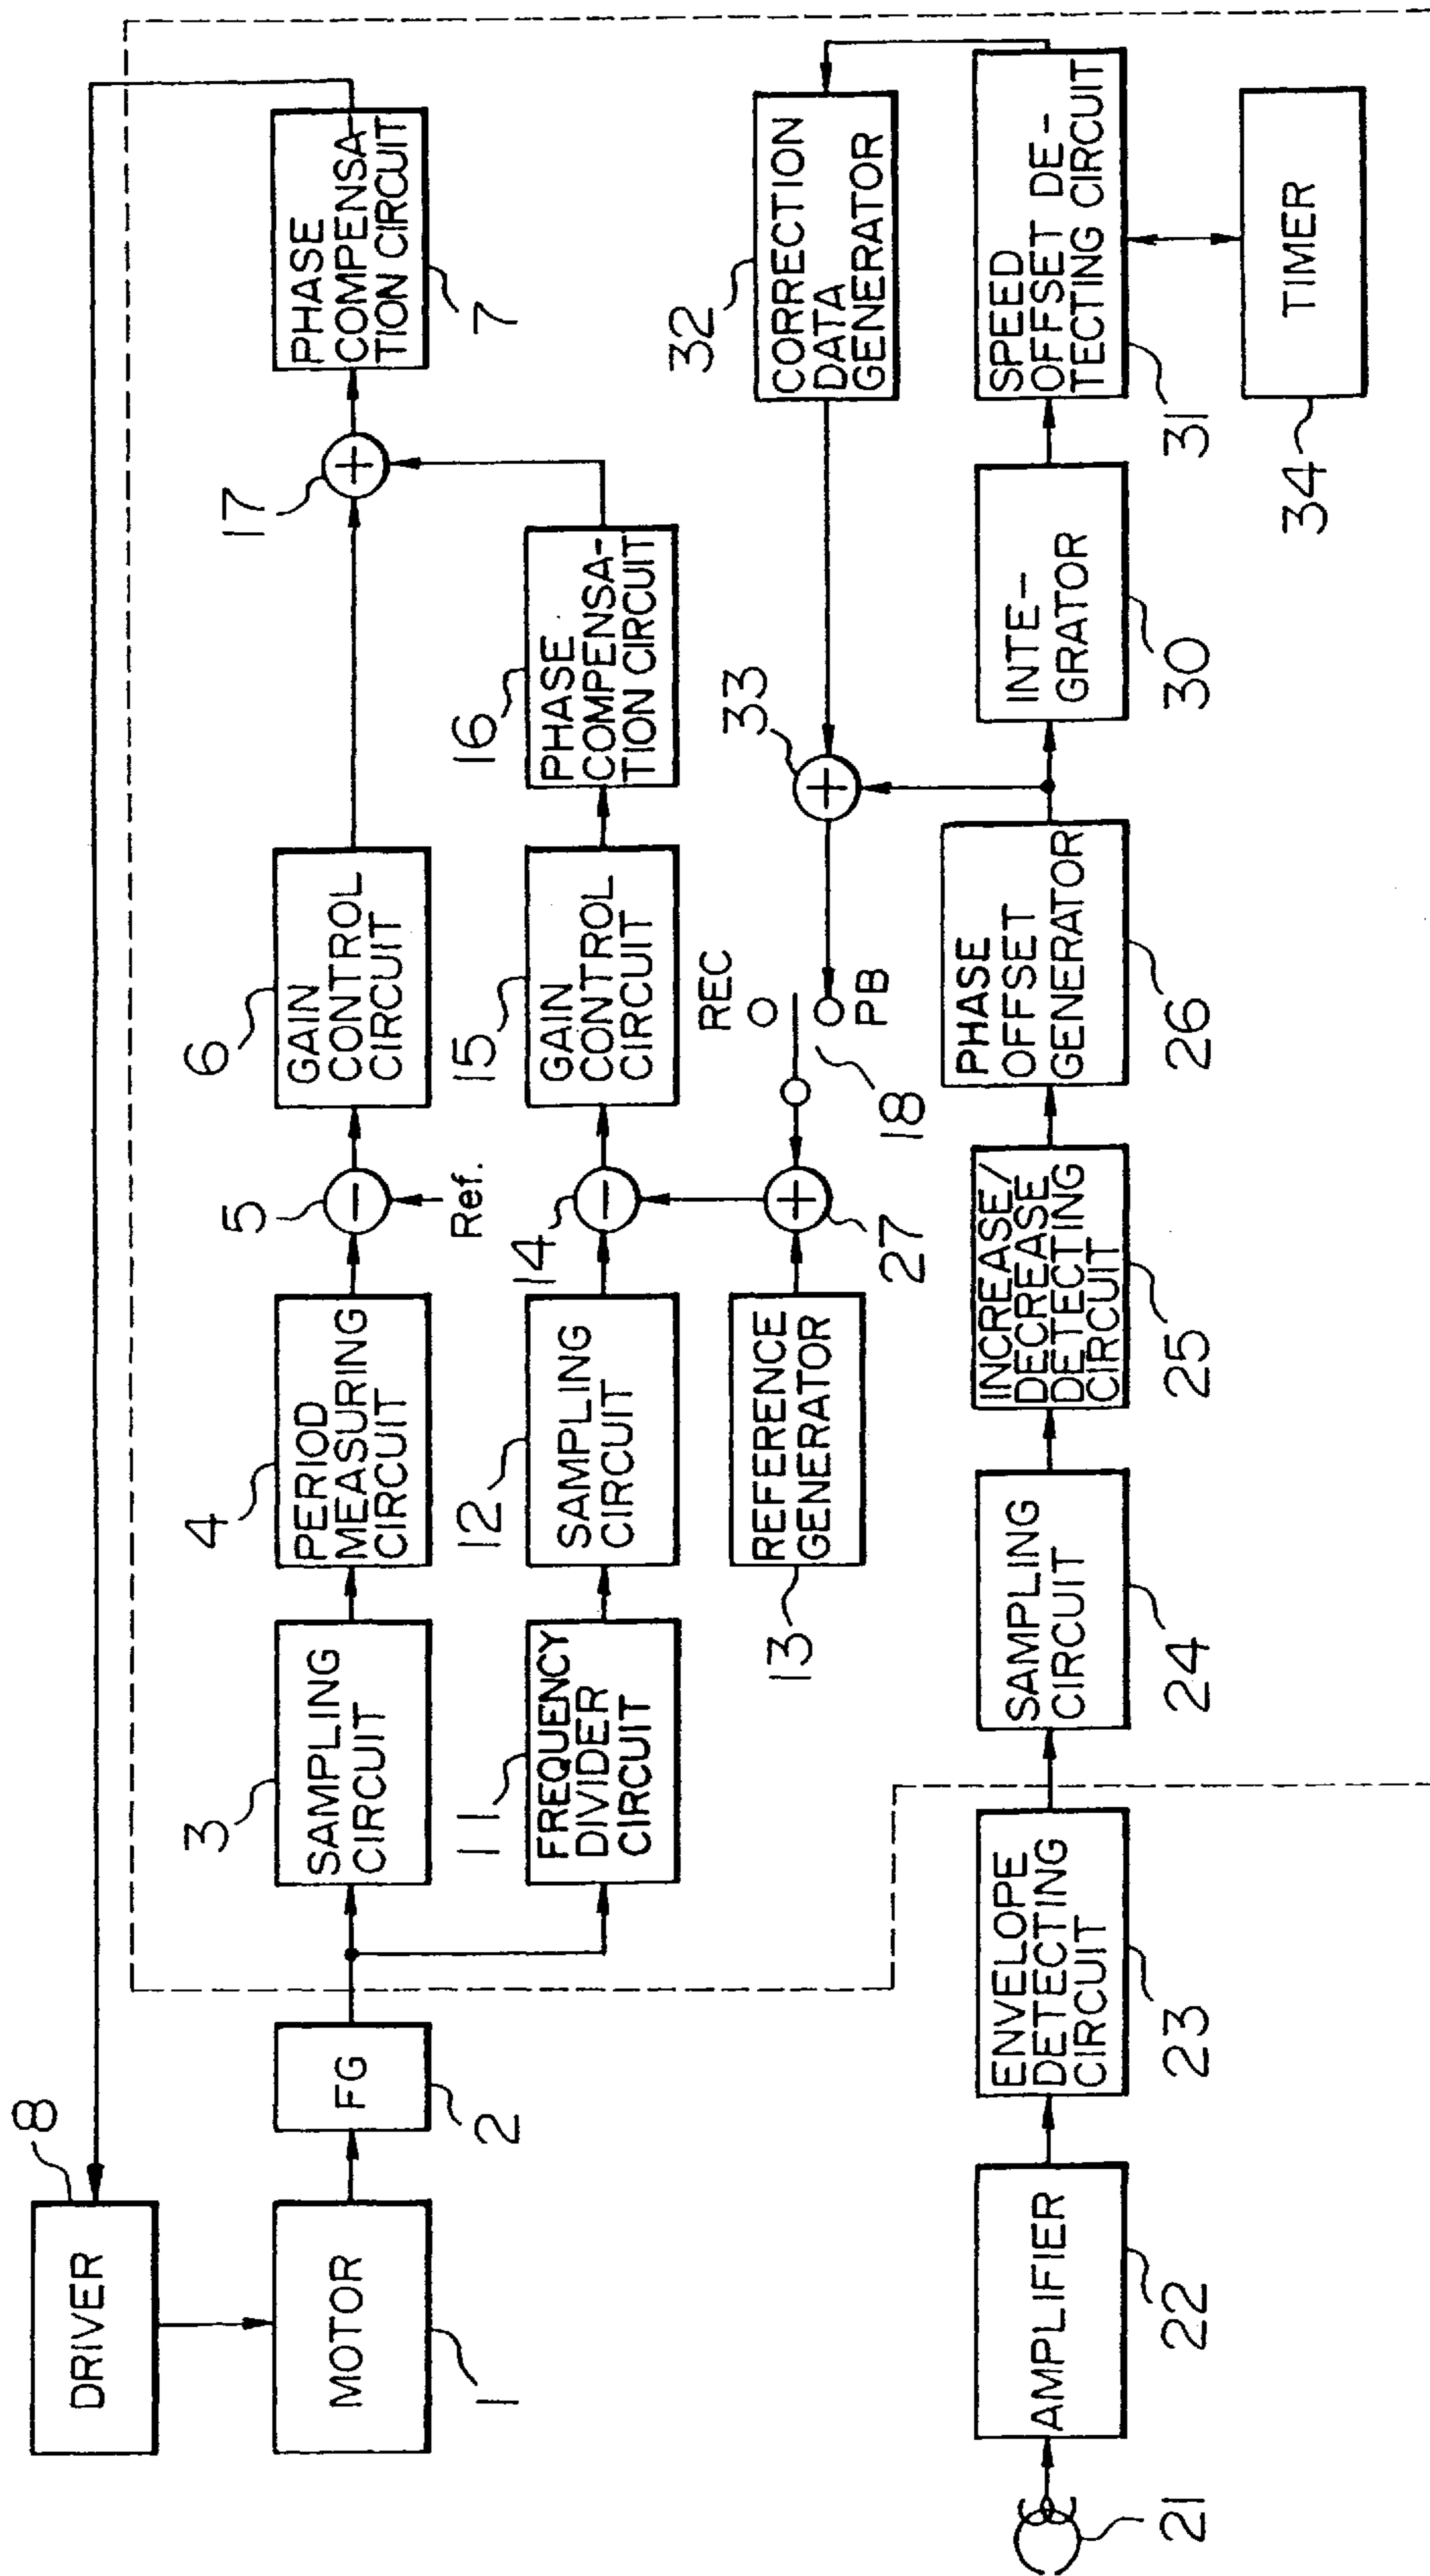 8
DRIVER
MOTOR
1
FG
2
3
SAMPLING
CIRCUIT
4
PERIOD
MEASURING
CIRCUIT
5
Ref.
6
GAIN
CONTROL
CIRCUIT
17
PHASE
COMPENSA-
TION CIRCUIT
7
11
FREQUENCY
DIVIDER
CIRCUIT
12
SAMPLING
CIRCUIT
14
15
GAIN
CONTROL
CIRCUIT
16
PHASE
COMPENSA-
TION CIRCUIT
REFERENCE
GENERATOR
13
27
REC
PB
18
33
32
CORRECTION
DATA
GENERATOR
21
AMPLIFIER
22
ENVELOPE
DETECTING
CIRCUIT
23
SAMPLING
CIRCUIT
24
INCREASE/
DECREASE
DETECTING
CIRCUIT
25
PHASE
OFFSET
GENERATOR
26
INTE-
GRATOR
30
SPEED
OFFSET DE-
TECTING CIRCUIT
31
TIMER
34